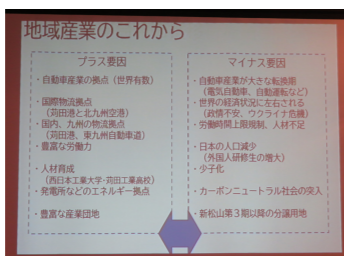 地域産業のこれから
プラス要因
・自動車産業の拠点（世界有数）
・国際物流拠点
（苅田港と北九州空港）
・国内、九州の物流拠点
（苅田港、東九州自動車道）
・豊富な労働力
・人材育成
（西日本工業大学・苅田工業高校）
・発電所などのエネルギー拠点
・豊富な産業団地
マイナス要因
・自動車産業が大きな転換期
（電気自動車、自動運転など）
・世界の経済状況に左右される
（政情不安、ウクライナ危機）
・労働時間上限規制、人材不足
・日本の人口減少
（外国人研修生の増大）
・少子化
・カーボンニュートラル社会の突入
・新松山第３期以降の分譲用地